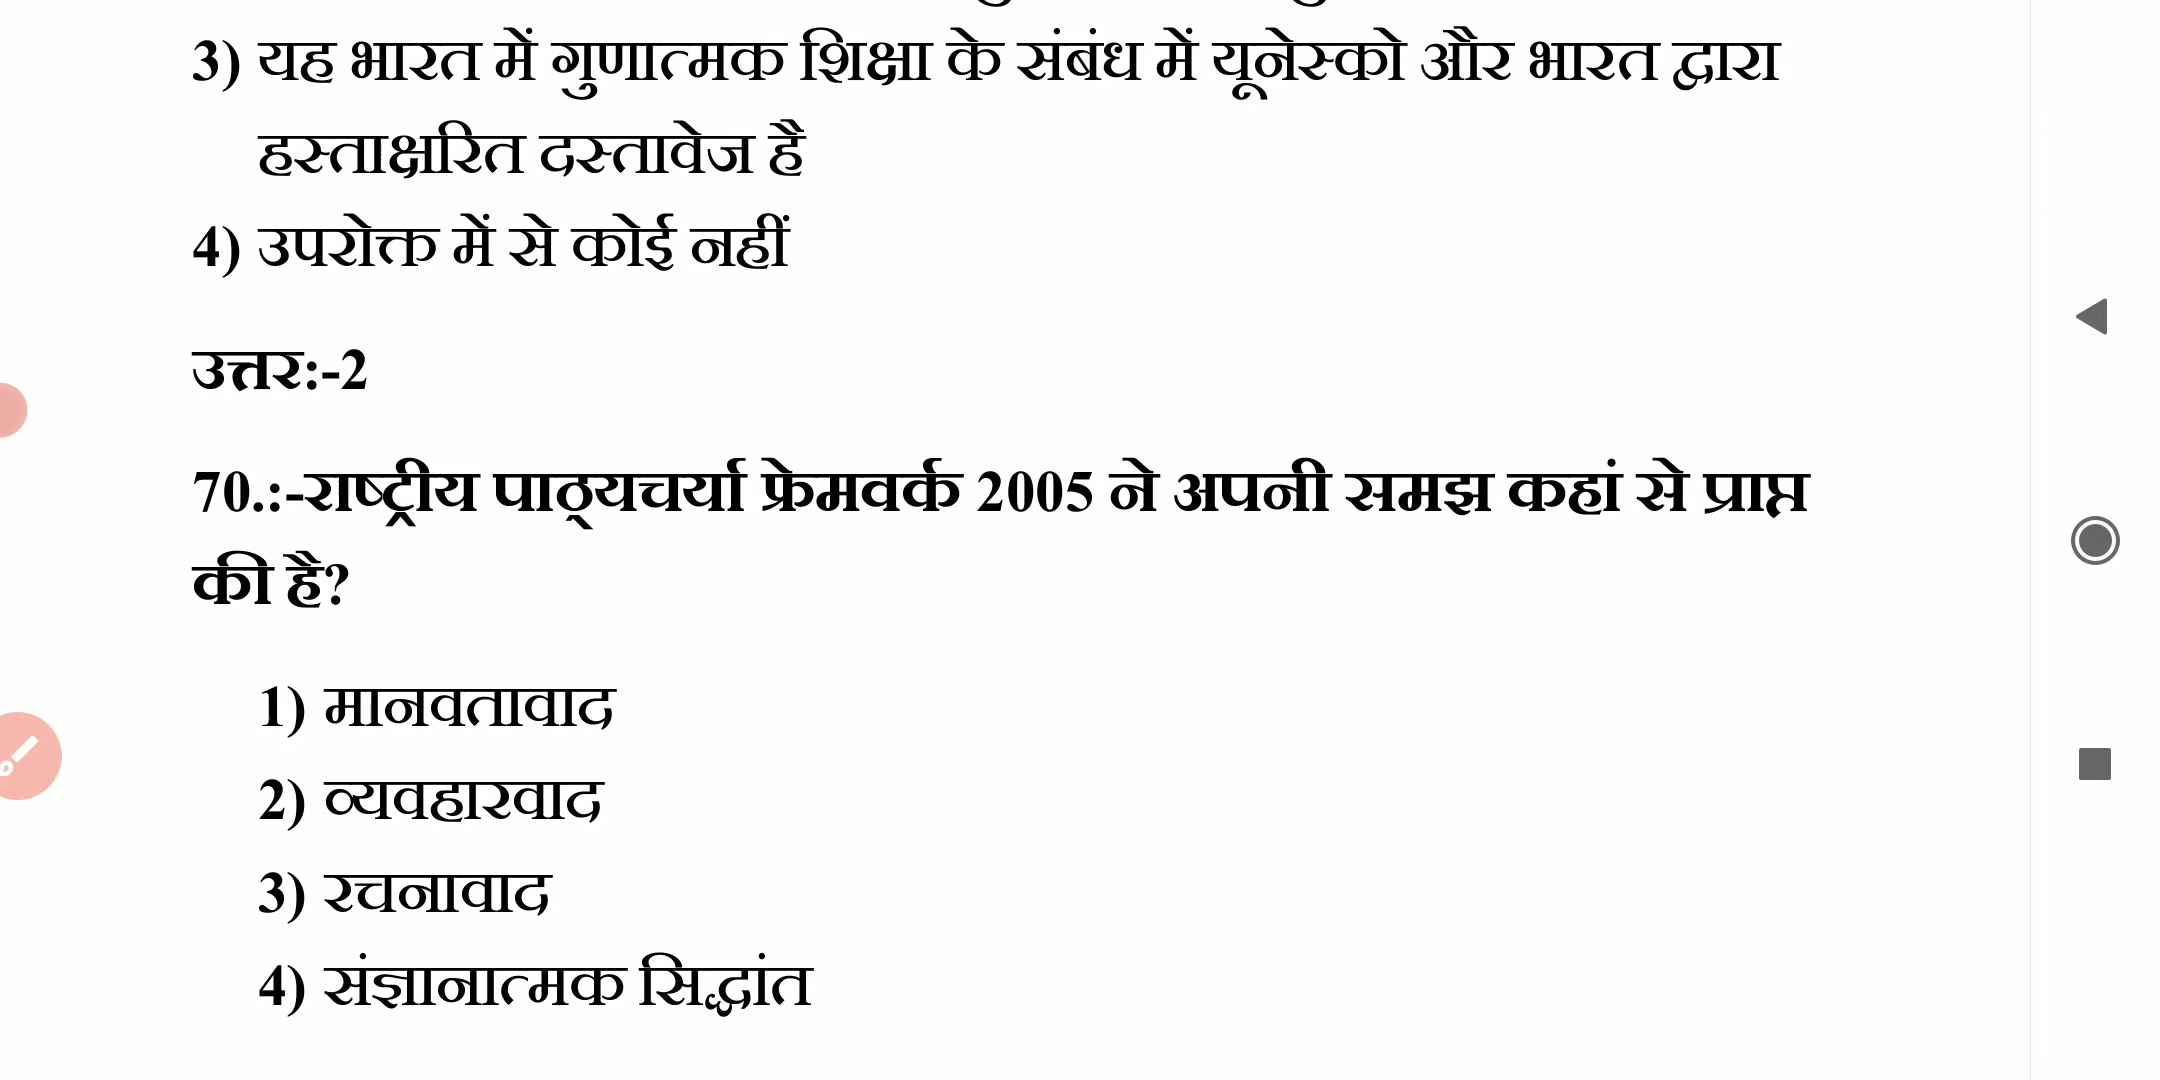 3) यह भारत में गुणात्मक शिक्षा के संबंध में यूनेस्को और भारत द्वारा
हस्ताक्षरित दस्तावेज है
4) उपरोक्त में से कोई नहीं
उत्तर:-2
70.:-राष्ट्रीय पाठ्यचर्या फ्रेमवर्क 2005 ने अपनी समझ कहां से प्राप्त
की है?
1) मानवतावाद
2) व्यवहारवाद
3) रचनावाद
4) संज्ञानात्मक सिद्धांत